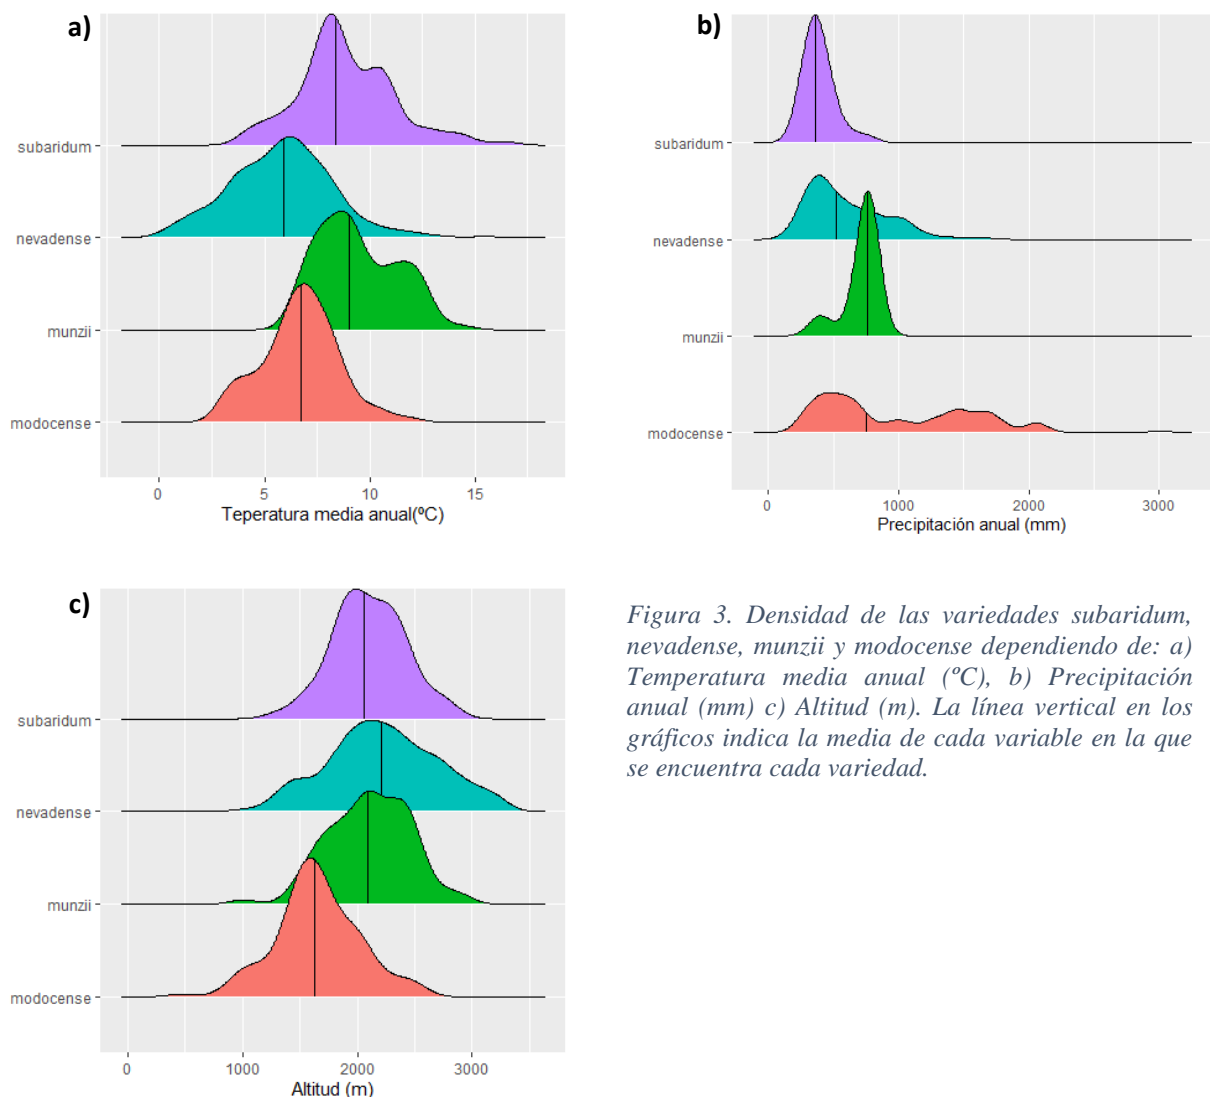 a)
subaridum
nevadense
munzii
modocense
0 5 10 15
Teperatura media anual(ºC)
b)
subaridum
nevadense
munzii
modocense
0 1000 2000 3000
Precipitación anual (mm)
c)
subaridum
nevadense
munzii
modocense
0 1000 2000 3000
Altitud (m)
Figura 3. Densidad de las variedades subaridum,
nevadense, munzii y modocense dependiendo de: a)
Temperatura media anual (ºC), b) Precipitación
anual (mm) c) Altitud (m). La línea vertical en los
gráficos indica la media de cada variable en la que
se encuentra cada variedad.